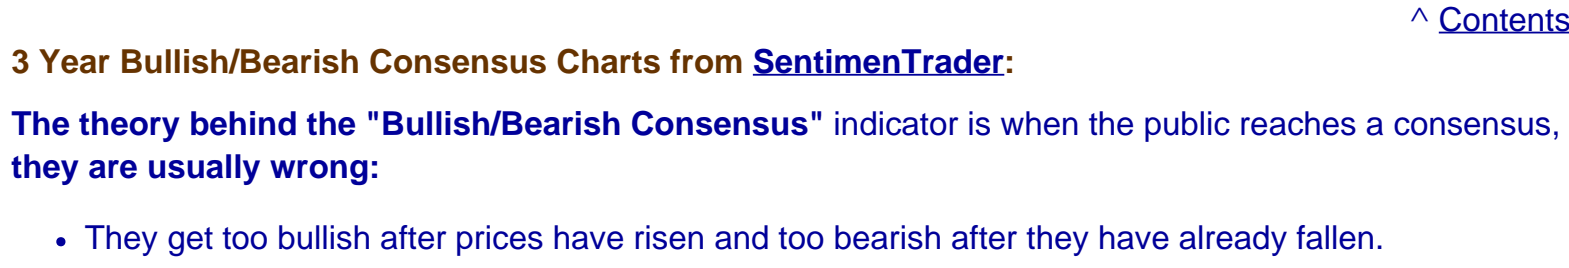 ^ Contents
3 Year Bullish/Bearish Consensus Charts from SentimenTrader:
The theory behind the "Bullish/Bearish Consensus" indicator is when the public reaches a consensus,
they are usually wrong:
• They get too bullish after prices have risen and too bearish after they have already fallen.